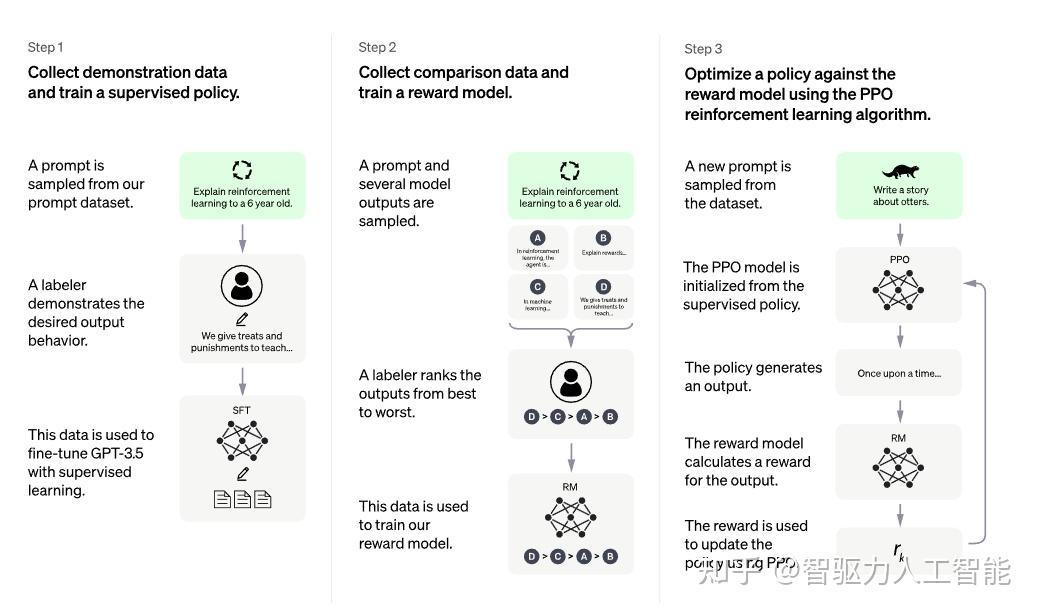 Step 1
Collect demonstration data
and train a supervised policy.
A prompt is
sampled from our
prompt dataset.
Explain reinforcement
learning to a 6 year old.
A labeler
demonstrates the
desired output
behavior.
We give treats and
punishments to teach...
This data is used to
fine-tune GPT-3.5
with supervised
learning.
SFT
Step 2
Collect comparison data and
train a reward model.
A prompt and
several model
outputs are
sampled.
Explain reinforcement
learning to a 6 year old.
A
In reinforcement
learning, the
agent is...
B
Explain rewards...
C
In machine
learning...
D
We give treats and
punishments to
teach...
A labeler ranks the
outputs from best
to worst.
D > C > A > B
This data is used
to train our
reward model.
RM
D > C > A > B
Step 3
Optimize a policy against the
reward model using the PPO
reinforcement learning algorithm.
A new prompt is
sampled from
the dataset.
Write a story
about otters.
The PPO model is
initialized from the
supervised policy.
PPO
The policy generates
an output.
Once upon a time...
The reward model
calculates a reward
for the output.
RM
The reward is used
to update the
policy using PPO.
rk
知乎 @智驱力人工智能